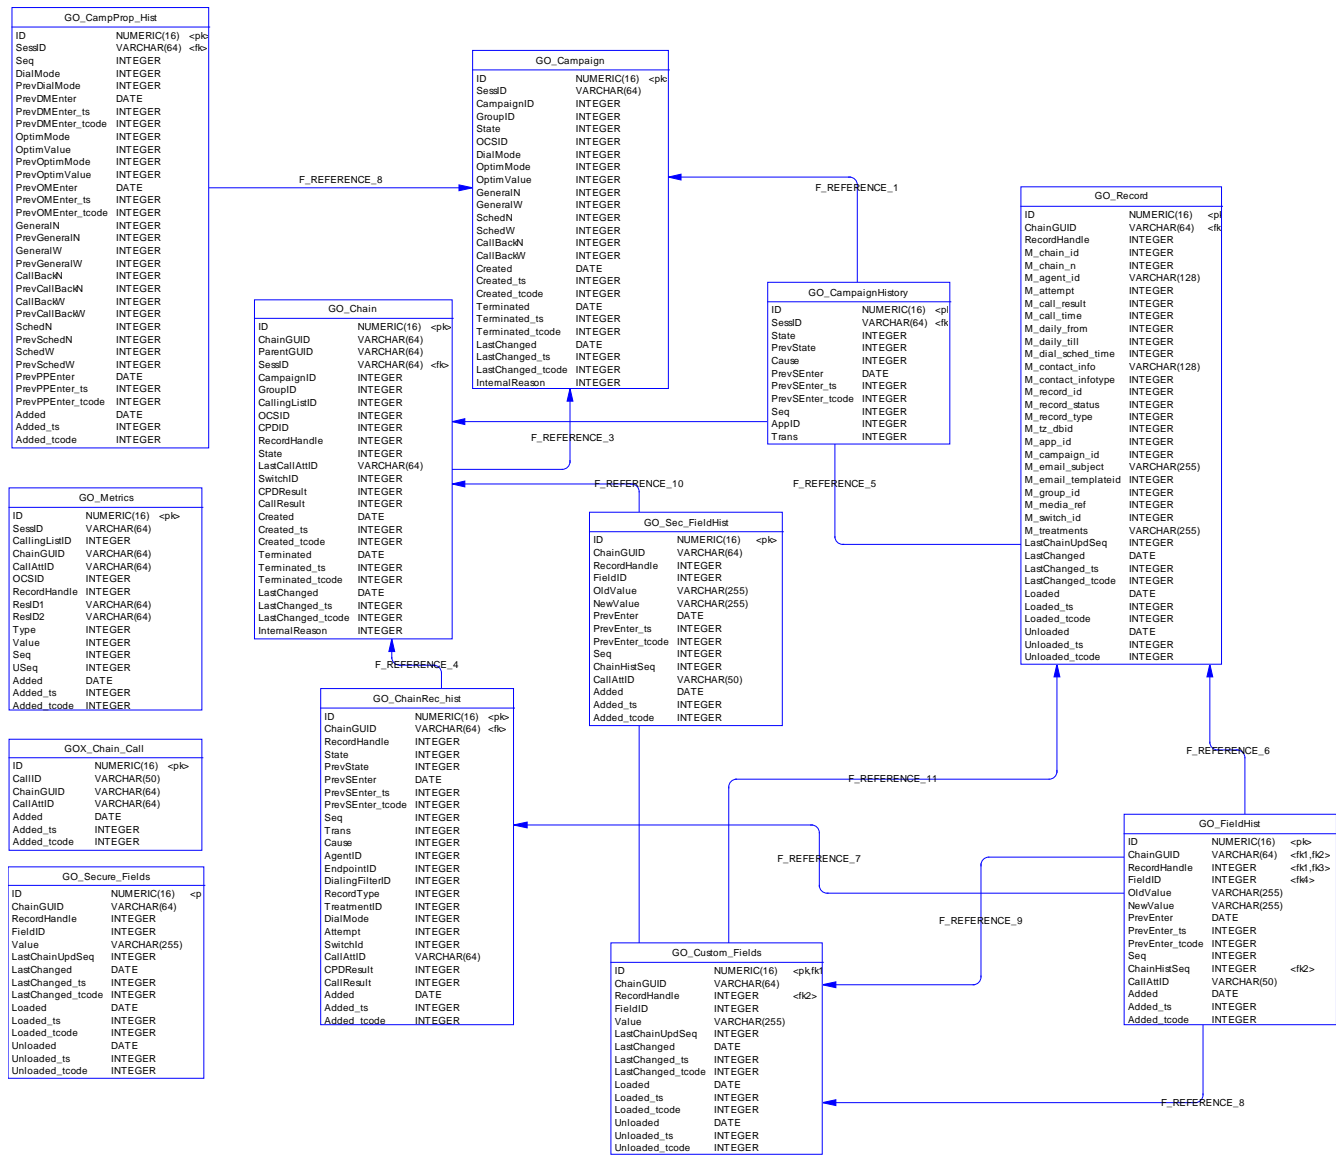 GO_CampProp_Hist
ID NUMERIC(16) <pk>
SessID VARCHAR(64) <fk>
Seq INTEGER
DialMode INTEGER
PrevDialMode INTEGER
PrevDMEnter DATE
PrevDMEnter_ts INTEGER
PrevDMEnter_tcode INTEGER
OptimMode INTEGER
OptimValue INTEGER
PrevOptimMode INTEGER
PrevOptimValue INTEGER
PrevOMEnter DATE
PrevOMEnter_ts INTEGER
PrevOMEnter_tcode INTEGER
GeneralN INTEGER
PrevGeneralN INTEGER
GeneralW INTEGER
PrevGeneralW INTEGER
CallBackN INTEGER
PrevCallBackN INTEGER
CallBackW INTEGER
PrevCallBackW INTEGER
SchedN INTEGER
PrevSchedN INTEGER
SchedW INTEGER
PrevSchedW INTEGER
PrevPPEnter DATE
PrevPPEnter_ts INTEGER
PrevPPEnter_tcode INTEGER
Added DATE
Added_ts INTEGER
Added_tcode INTEGER
F_REFERENCE_8
GO_Campaign
ID NUMERIC(16) <pk>
SessID VARCHAR(64)
CampaignID INTEGER
GroupID INTEGER
State INTEGER
OCSID INTEGER
DialMode INTEGER
OptimMode INTEGER
OptimValue INTEGER
GeneralN INTEGER
GeneralW INTEGER
SchedN INTEGER
SchedW INTEGER
CallBackN INTEGER
CallBackW INTEGER
Created DATE
Created_ts INTEGER
Created_tcode INTEGER
Terminated DATE
Terminated_ts INTEGER
Terminated_tcode INTEGER
LastChanged DATE
LastChanged_ts INTEGER
LastChanged_tcode INTEGER
InternalReason INTEGER
F_REFERENCE_1
GO_CampaignHistory
ID NUMERIC(16) <pl
SessID VARCHAR(64) <fk
State INTEGER
PrevState INTEGER
Cause INTEGER
PrevSEnter DATE
PrevSEnter_ts INTEGER
PrevSEnter_tcode INTEGER
Seq INTEGER
AppID INTEGER
Trans INTEGER
GO_Record
ID NUMERIC(16) <pl
ChainGUID VARCHAR(64) <fk
RecordHandle INTEGER
M_chain_id INTEGER
M_chain_n INTEGER
M_agent_id VARCHAR(128)
M_attempt INTEGER
M_call_result INTEGER
M_call_time INTEGER
M_daily_from INTEGER
M_daily_till INTEGER
M_dial_sched_time INTEGER
M_contact_info VARCHAR(128)
M_contact_infotype INTEGER
M_record_id INTEGER
M_record_status INTEGER
M_record_type INTEGER
M_tz_dbid INTEGER
M_app_id INTEGER
M_campaign_id INTEGER
M_email_subject VARCHAR(255)
M_email_templateid INTEGER
M_group_id INTEGER
M_media_ref INTEGER
M_switch_id INTEGER
M_treatments VARCHAR(255)
LastChainUpdSeq INTEGER
LastChanged DATE
LastChanged_ts INTEGER
LastChanged_tcode INTEGER
Loaded DATE
Loaded_ts INTEGER
Loaded_tcode INTEGER
Unloaded DATE
Unloaded_ts INTEGER
Unloaded_tcode INTEGER
GO_Chain
ID NUMERIC(16) <pk>
ChainGUID VARCHAR(64)
ParentGUID VARCHAR(64)
SessID VARCHAR(64) <fk>
CampaignID INTEGER
GroupID INTEGER
CallingListID INTEGER
OCSID INTEGER
CPDID INTEGER
RecordHandle INTEGER
State INTEGER
LastCallAttID VARCHAR(64)
SwitchID INTEGER
CPDResult INTEGER
CallResult INTEGER
Created DATE
Created_ts INTEGER
Created_tcode INTEGER
Terminated DATE
Terminated_ts INTEGER
Terminated_tcode INTEGER
LastChanged DATE
LastChanged_ts INTEGER
LastChanged_tcode INTEGER
InternalReason INTEGER
F_REFERENCE_3
F_REFERENCE_10
F_REFERENCE_5
GO_Metrics
ID NUMERIC(16) <pk>
SessID VARCHAR(64)
CallingListID INTEGER
ChainGUID VARCHAR(64)
CallAttID VARCHAR(64)
OCSID INTEGER
RecordHandle INTEGER
ResID1 VARCHAR(64)
ResID2 VARCHAR(64)
Type INTEGER
Value INTEGER
Seq INTEGER
USeq INTEGER
Added DATE
Added_ts INTEGER
Added_tcode INTEGER
GO_Sec_FieldHist
ID NUMERIC(16) <pk>
ChainGUID VARCHAR(64)
RecordHandle INTEGER
FieldID INTEGER
OldValue VARCHAR(255)
NewValue VARCHAR(255)
PrevEnter DATE
PrevEnter_ts INTEGER
PrevEnter_tcode INTEGER
Seq INTEGER
ChainHistSeq INTEGER
CallAttID VARCHAR(50)
Added DATE
Added_ts INTEGER
Added_tcode INTEGER
F_REFERENCE_4
GO_ChainRec_hist
ID NUMERIC(16) <pk>
ChainGUID VARCHAR(64) <fk>
RecordHandle INTEGER
State INTEGER
PrevState INTEGER
PrevSEnter DATE
PrevSEnter_ts INTEGER
PrevSEnter_tcode INTEGER
Seq INTEGER
Trans INTEGER
Cause INTEGER
AgentID INTEGER
EndpointID INTEGER
DialingFilterID INTEGER
RecordType INTEGER
TreatmentID INTEGER
DialMode INTEGER
Attempt INTEGER
SwitchId INTEGER
CallAttID VARCHAR(64)
CPDResult INTEGER
CallResult INTEGER
Added DATE
Added_ts INTEGER
Added_tcode INTEGER
GOX_Chain_Call
ID NUMERIC(16) <pk>
CallID VARCHAR(50)
ChainGUID VARCHAR(64)
CallAttID VARCHAR(64)
Added DATE
Added_ts INTEGER
Added_tcode INTEGER
GO_Secure_Fields
ID NUMERIC(16) <p
ChainGUID VARCHAR(64)
RecordHandle INTEGER
FieldID INTEGER
Value VARCHAR(255)
LastChainUpdSeq INTEGER
LastChanged DATE
LastChanged_ts INTEGER
LastChanged_tcode INTEGER
Loaded DATE
Loaded_ts INTEGER
Loaded_tcode INTEGER
Unloaded DATE
Unloaded_ts INTEGER
Unloaded_tcode INTEGER
F_REFERENCE_6
F_REFERENCE_11
F_REFERENCE_7
F_REFERENCE_9
GO_FieldHist
ID NUMERIC(16) <pk>
ChainGUID VARCHAR(64) <fk1,fk2>
RecordHandle INTEGER <fk1,fk3>
FieldID INTEGER <fk4>
OldValue VARCHAR(255)
NewValue VARCHAR(255)
PrevEnter DATE
PrevEnter_ts INTEGER
PrevEnter_tcode INTEGER
Seq INTEGER
ChainHistSeq INTEGER <fk2>
CallAttID VARCHAR(50)
Added DATE
Added_ts INTEGER
Added_tcode INTEGER
GO_Custom_Fields
ID NUMERIC(16) <pk,fk1
ChainGUID VARCHAR(64)
RecordHandle INTEGER <fk2>
FieldID INTEGER
Value VARCHAR(255)
LastChainUpdSeq INTEGER
LastChanged DATE
LastChanged_ts INTEGER
LastChanged_tcode INTEGER
Loaded DATE
Loaded_ts INTEGER
Loaded_tcode INTEGER
Unloaded DATE
Unloaded_ts INTEGER
Unloaded_tcode INTEGER
F_REFERENCE_8